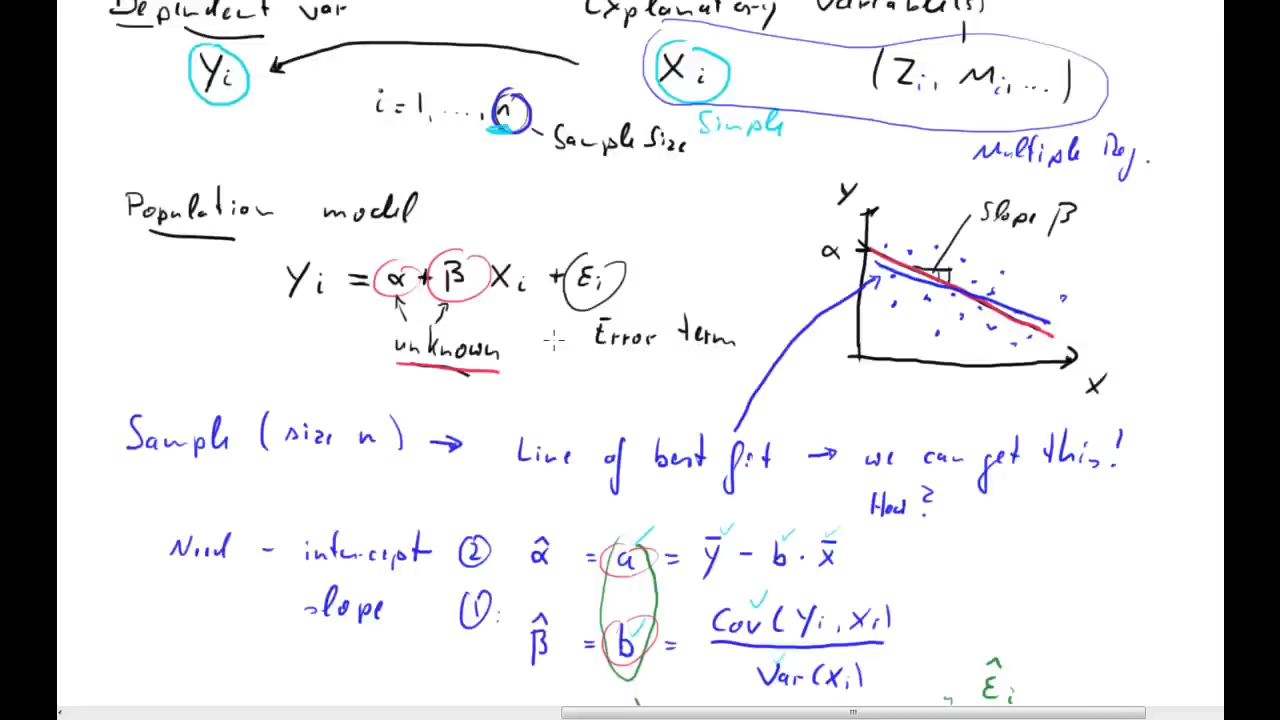 Dependent var
Explanatory Variable(s)
Yi
Xi
(Zi, Mi, ...)
i = 1, ..., n
Sample Size
Simple
Multiple Reg.
Population model
Y
Slope β
α
Yi = α + β Xi + εi
unknown
Error term
X
Sample (size n) → Line of best fit → we can get this!
How?
Need - intercept ② α̂ = a = ȳ - b · x̄
slope ①: β̂ = b = Cov(Yi, Xi) / Var(Xi)
ε̂i